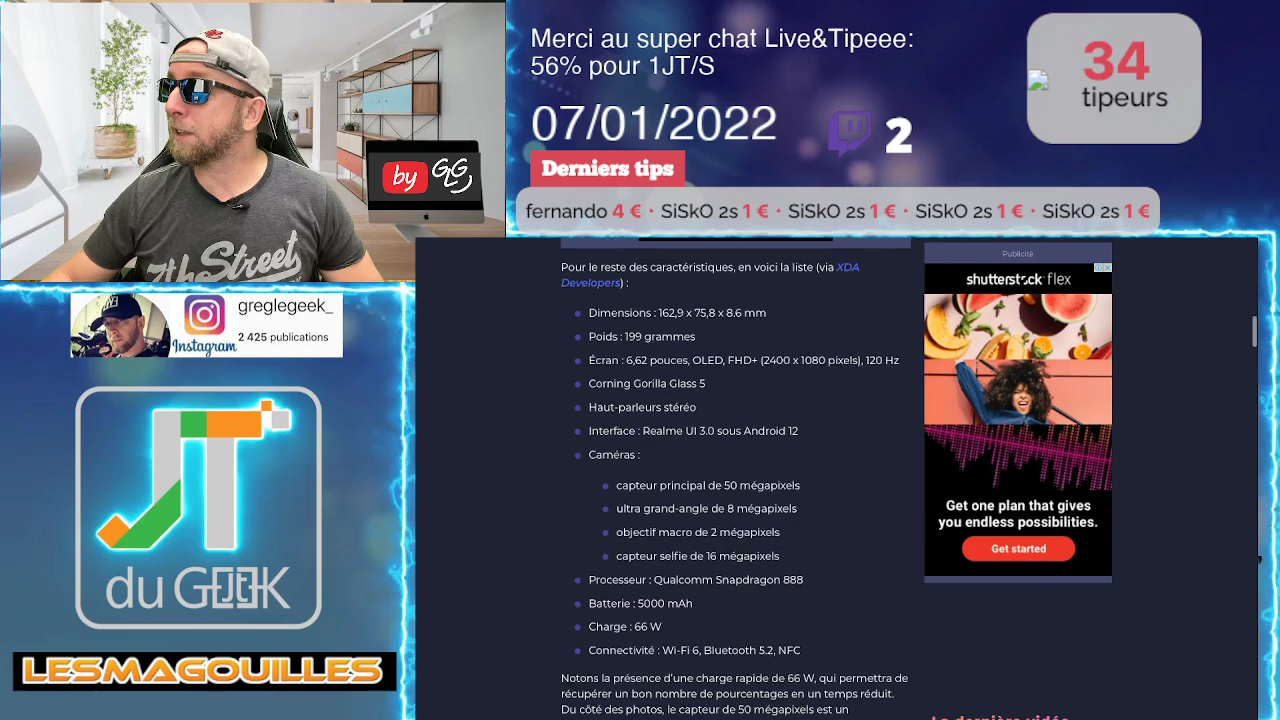 Merci au super chat Live&Tipeee:
56% pour 1JT/S
07/01/2022
2
34
tipeurs
Derniers tips
fernando 4 € · SiSkO 2s 1 € · SiSkO 2s 1 € · SiSkO 2s 1 € · SiSkO 2s 1 €
by GLG
7th Street
greglegeek_
2 425 publications
Instagram
JT
du GEEK
LESMAGOUILLES
Pour le reste des caractéristiques, en voici la liste (via XDA
Developers) :
Dimensions : 162,9 x 75,8 x 8.6 mm
Poids : 199 grammes
Écran : 6,62 pouces, OLED, FHD+ (2400 x 1080 pixels), 120 Hz
Corning Gorilla Glass 5
Haut-parleurs stéréo
Interface : Realme UI 3.0 sous Android 12
Caméras :
capteur principal de 50 mégapixels
ultra grand-angle de 8 mégapixels
objectif macro de 2 mégapixels
capteur selfie de 16 mégapixels
Processeur : Qualcomm Snapdragon 888
Batterie : 5000 mAh
Charge : 66 W
Connectivité : Wi-Fi 6, Bluetooth 5.2, NFC
Notons la présence d'une charge rapide de 66 W, qui permettra de
récupérer un bon nombre de pourcentages en un temps réduit.
Du côté des photos, le capteur de 50 mégapixels est un
Publicité
shutterstock flex
Get one plan that gives
you endless possibilities.
Get started
La dernière vidéo